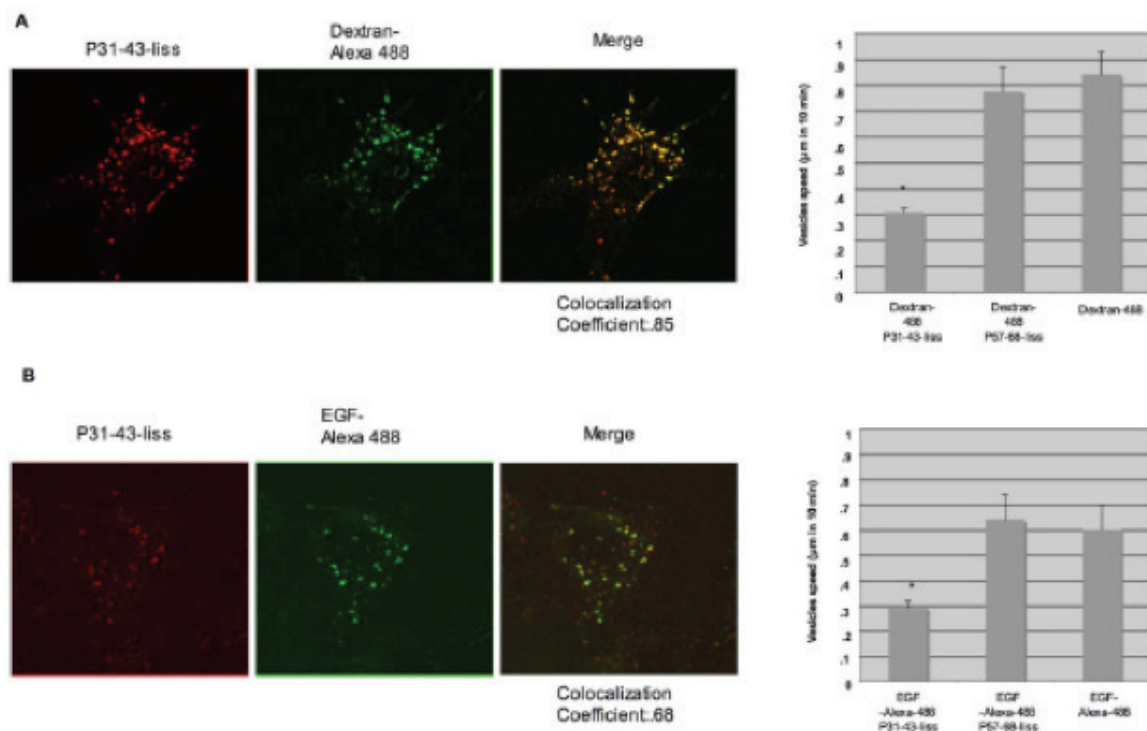 A
P31-43-liss
Dextran-
Alexa 488
Merge
Colocalization
Coefficient:.85
Vesicles speed (µm in 10 min)
1
.9
.8
.7
.6
.5
.4
.3
.2
.1
0
*
Dextran-
488
P31-43-liss
Dextran-
488
P57-68-liss
Dextran-488
B
P31-43-liss
EGF-
Alexa 488
Merge
Colocalization
Coefficient:.68
Vesicles speed (µm in 10 min)
1
.9
.8
.7
.6
.5
.4
.3
.2
.1
0
*
EGF
-Alexa-488
P31-43-liss
EGF
-Alexa-488
P57-68-liss
EGF-
Alexa-488